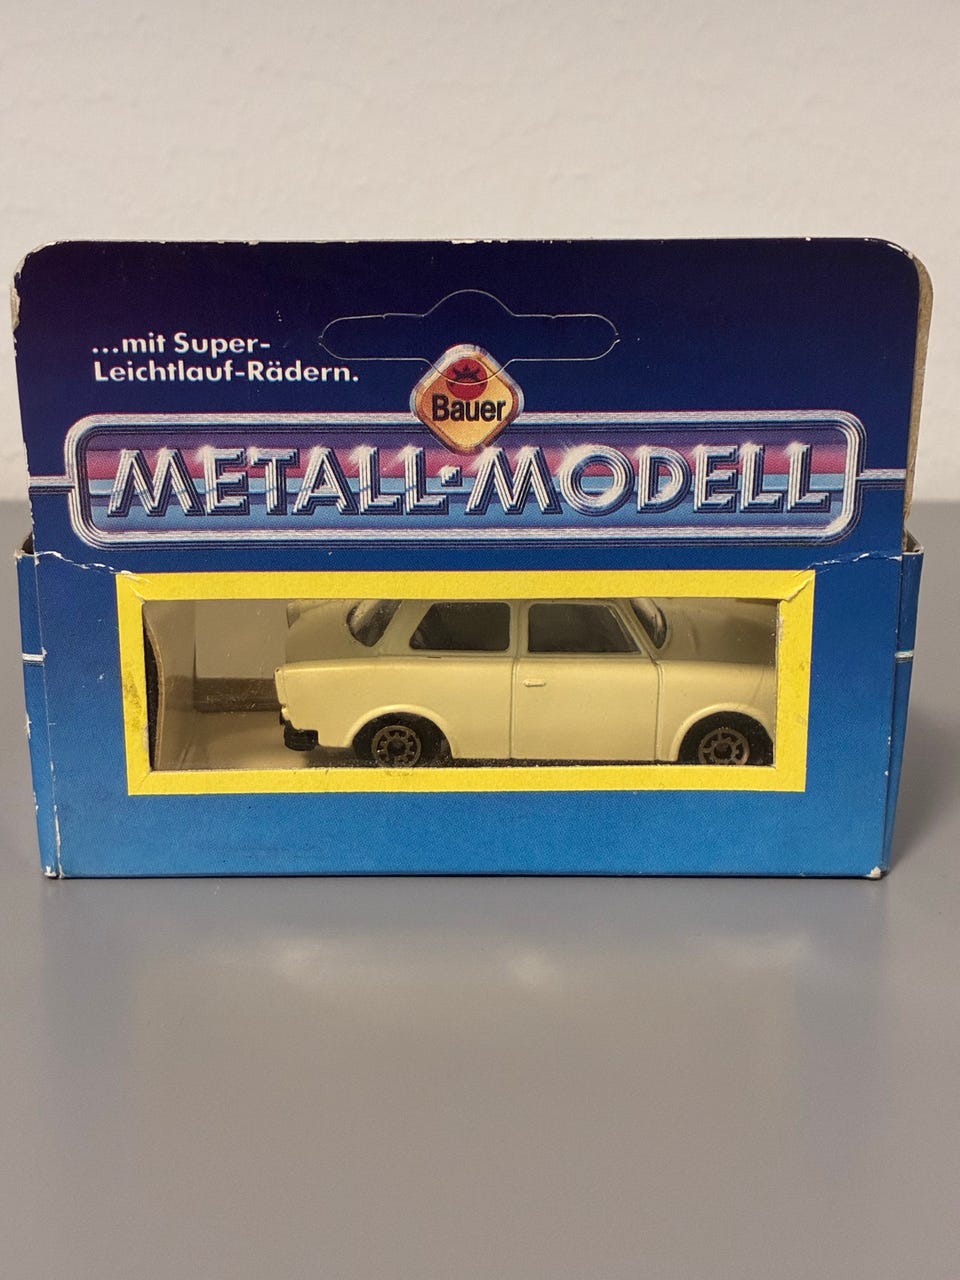 ...mit Super-
Leichtlauf-Rädern.
Bauer
METALL·MODELL